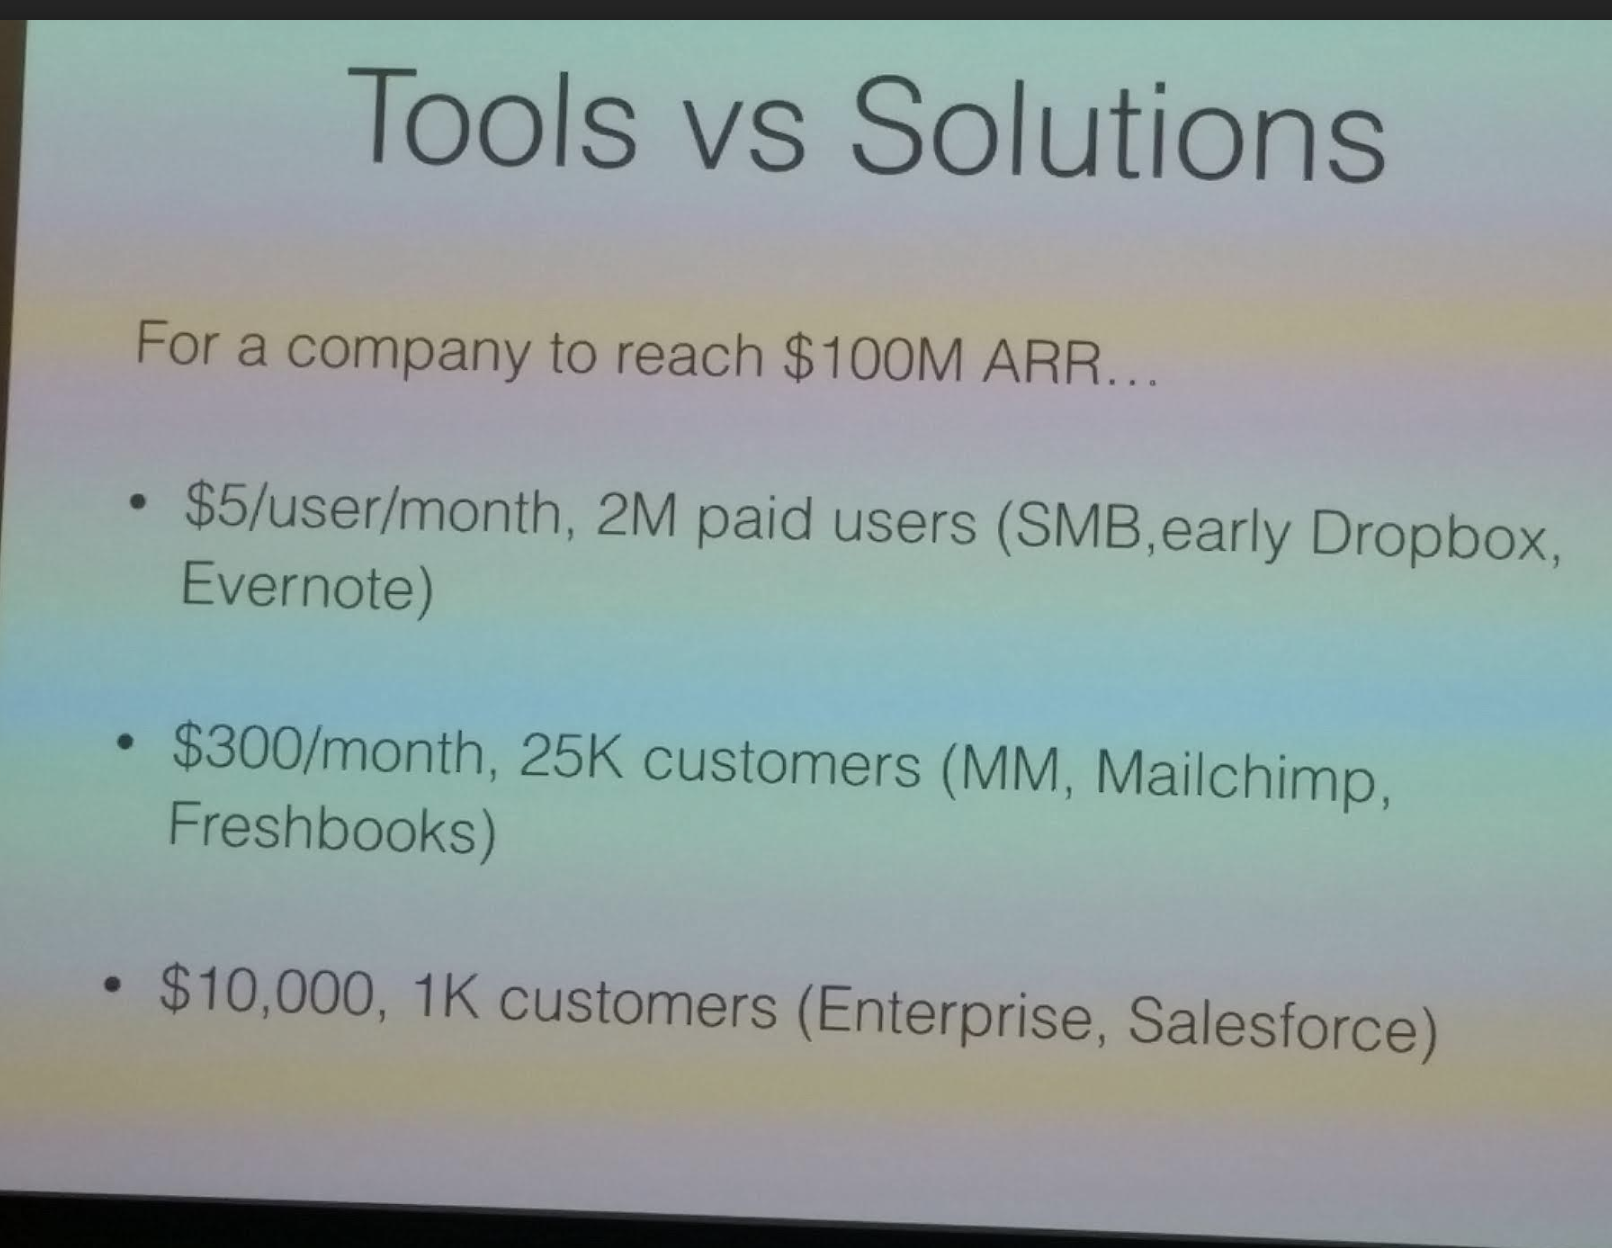 Tools vs Solutions
For a company to reach $100M ARR...
• $5/user/month, 2M paid users (SMB,early Dropbox,
Evernote)
• $300/month, 25K customers (MM, Mailchimp,
Freshbooks)
• $10,000, 1K customers (Enterprise, Salesforce)